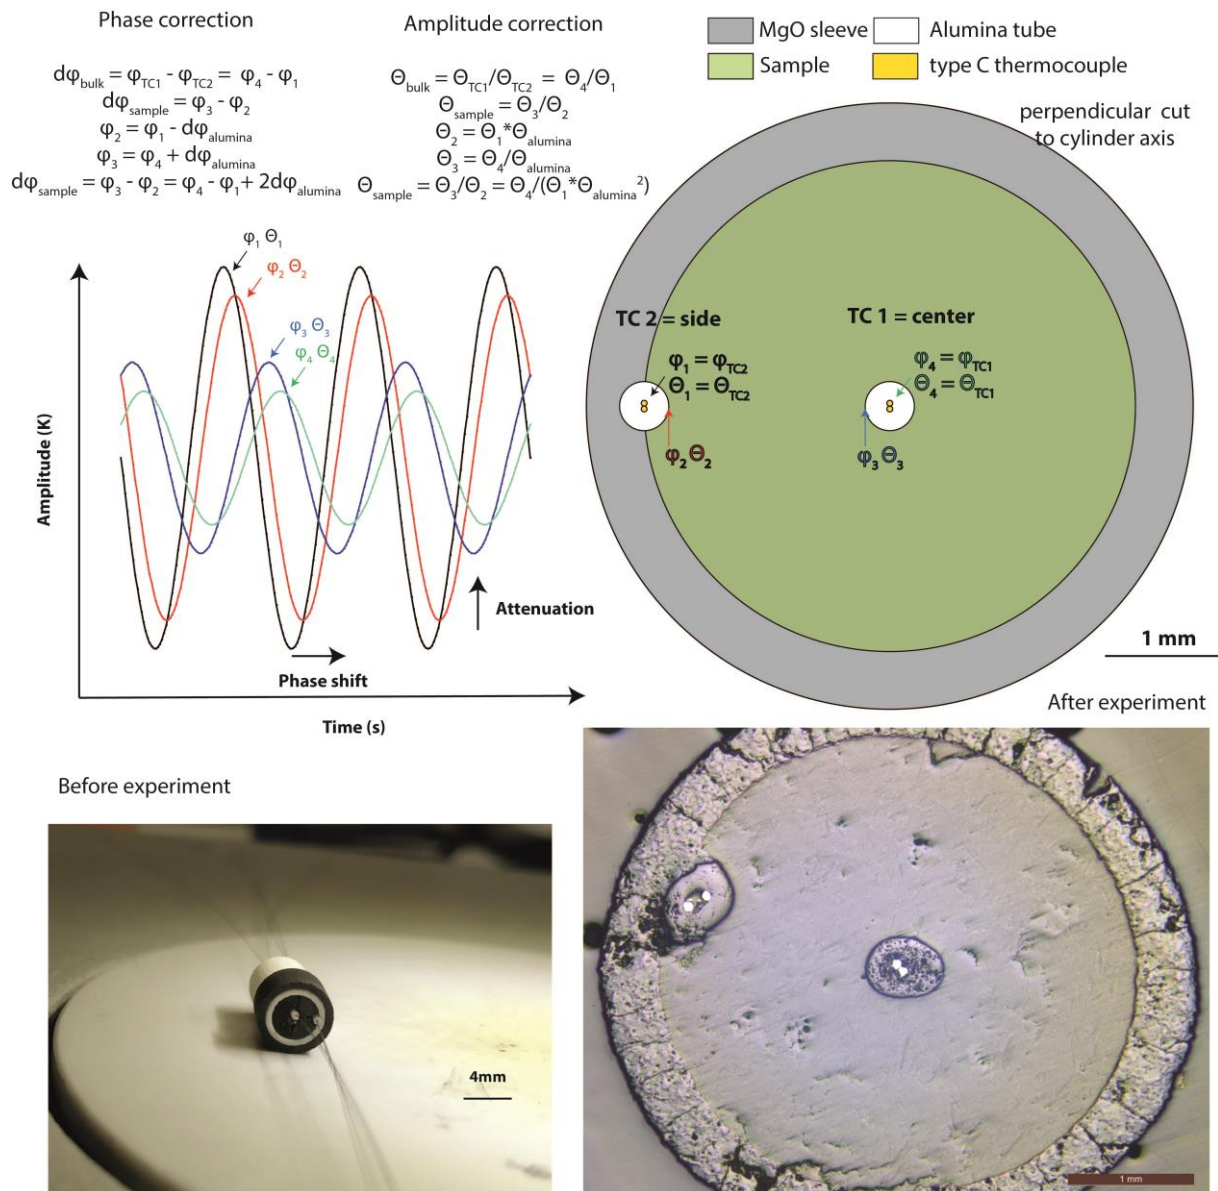 Phase correction
dφbulk = φTC1 - φTC2 = φ4 - φ1
dφsample = φ3 - φ2
φ2 = φ1 - dφalumina
φ3 = φ4 + dφalumina
dφsample = φ3 - φ2 = φ4 - φ1 + 2dφalumina
Amplitude correction
Θbulk = ΘTC1/ΘTC2 = Θ4/Θ1
Θsample = Θ3/Θ2
Θ2 = Θ1*Θalumina
Θ3 = Θ4/Θalumina
Θsample = Θ3/Θ2 = Θ4/(Θ1*Θalumina²)
MgO sleeve
Alumina tube
Sample
type C thermocouple
perpendicular cut
to cylinder axis
φ1 Θ1
φ2 Θ2
φ3 Θ3
φ4 Θ4
Amplitude (K)
Attenuation
Phase shift
Time (s)
TC 2 = side
TC 1 = center
φ1 = φTC2
Θ1 = ΘTC2
φ4 = φTC1
Θ4 = ΘTC1
φ2 Θ2
φ3 Θ3
1 mm
After experiment
Before experiment
4mm
1 mm